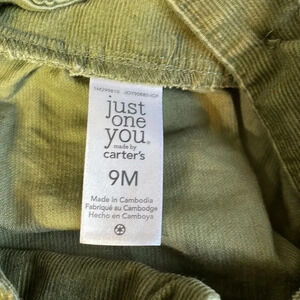 just
one
you.
made by
carter's
9M
Made in Cambodia
Fabriqué au Cambodge
Hecho en Camboya